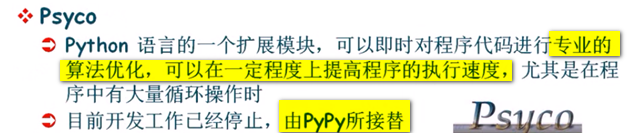 ❖ Psyco
➲ Python 语言的一个扩展模块，可以即时对程序代码进行专业的
算法优化，可以在一定程度上提高程序的执行速度，尤其是在程
序中有大量循环操作时
➲ 目前开发工作已经停止，由PyPy所接替
Psyco